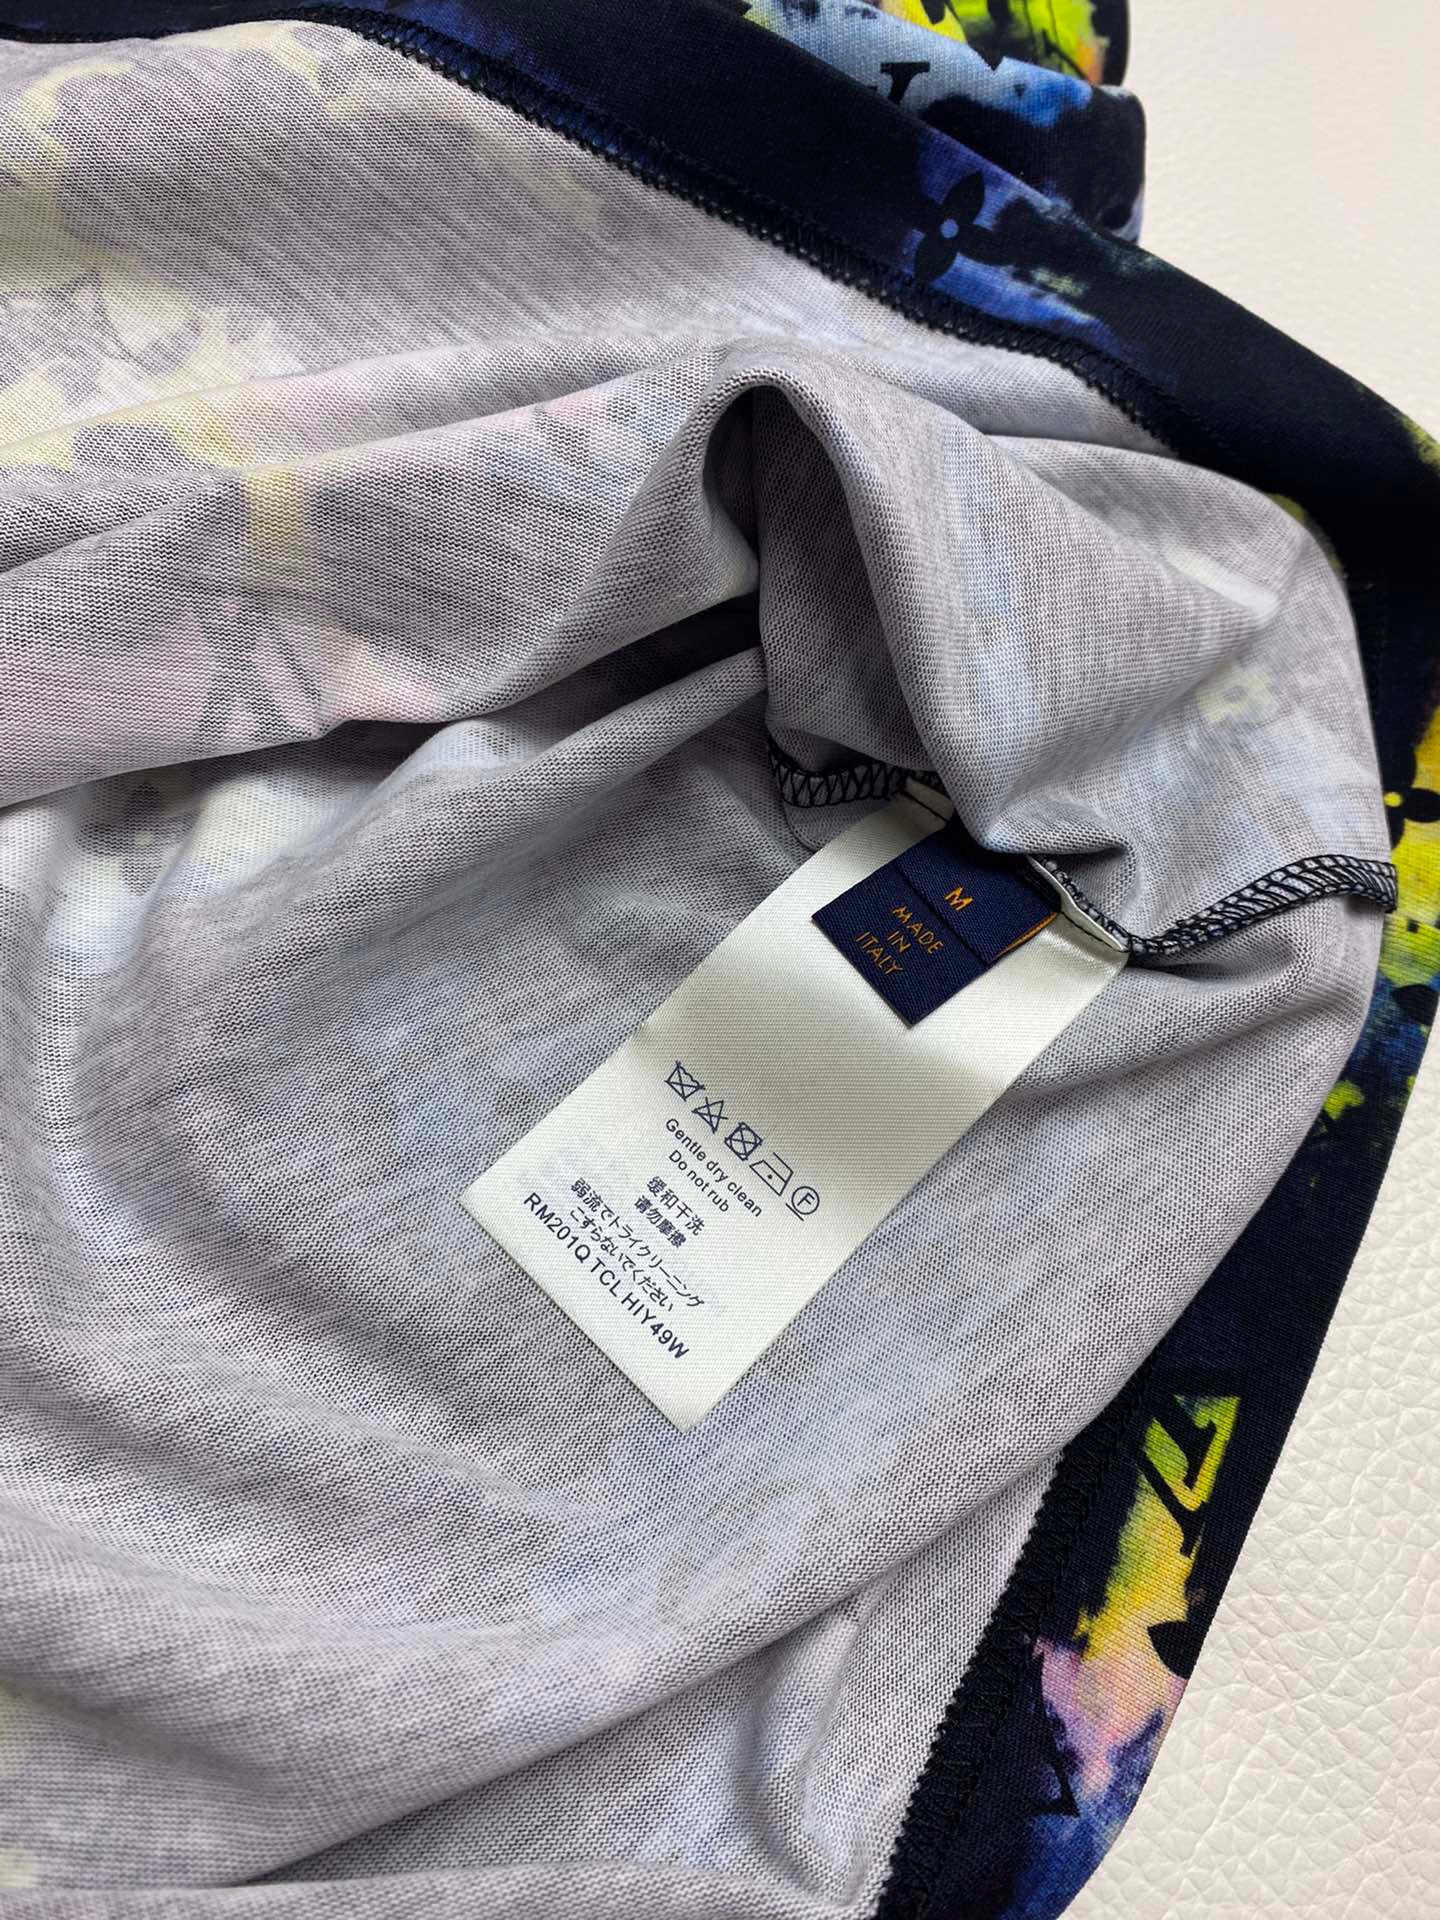 M
MADE
IN
ITALY
F
Gentle dry clean
Do not rub
缓和干洗
请勿摩擦
弱流でドライクリーニング
こすらないでください
RM201Q TCL HIY49W